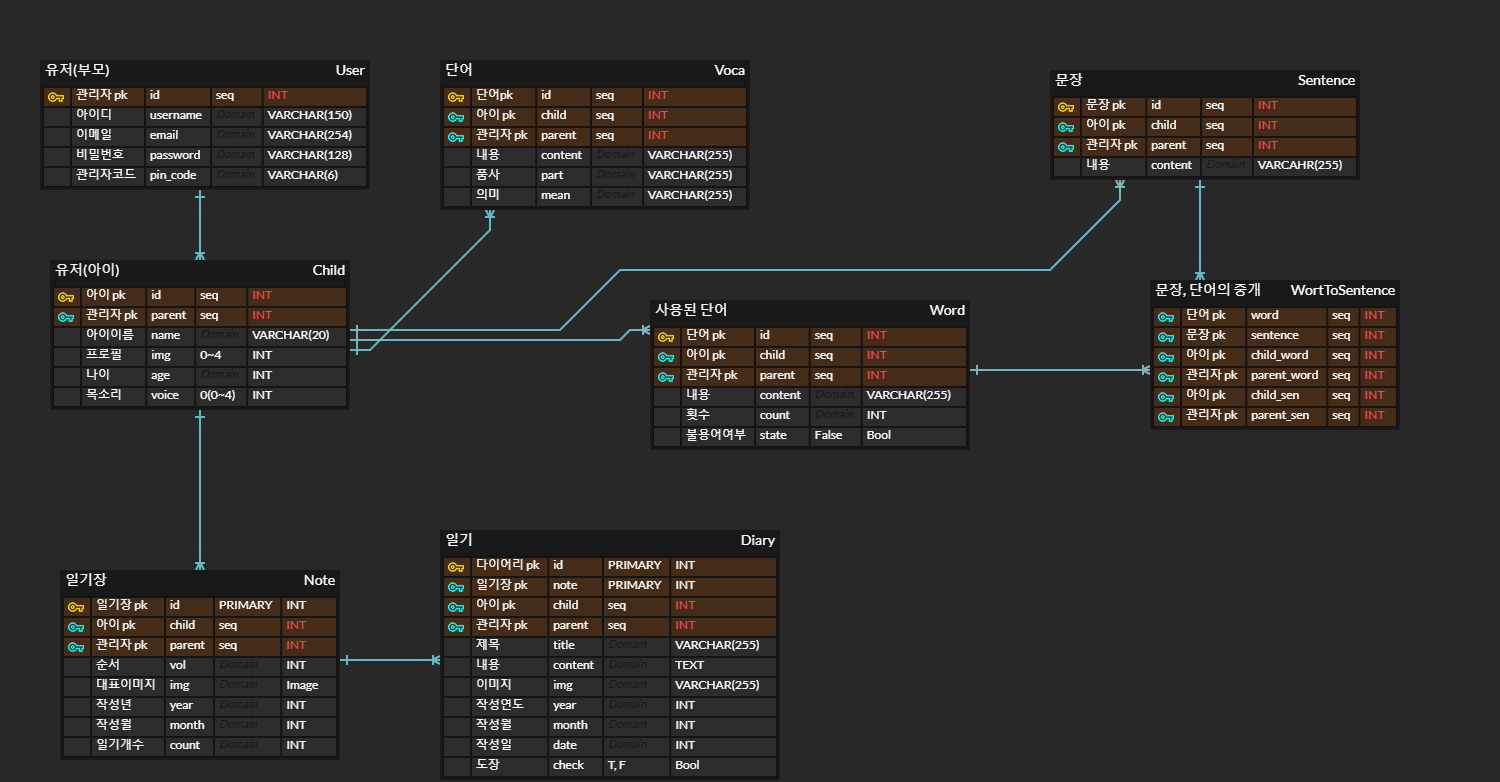 유저(부모) User
관리자 pk id seq INT
아이디 username Domain VARCHAR(150)
이메일 email Domain VARCHAR(254)
비밀번호 password Domain VARCHAR(128)
관리자코드 pin_code Domain VARCHAR(6)
단어 Voca
단어pk id seq INT
아이 pk child seq INT
관리자 pk parent seq INT
내용 content Domain VARCHAR(255)
품사 part Domain VARCHAR(255)
의미 mean Domain VARCHAR(255)
문장 Sentence
문장 pk id seq INT
아이 pk child seq INT
관리자 pk parent seq INT
내용 content Domain VARCAHR(255)
유저(아이) Child
아이 pk id seq INT
관리자 pk parent seq INT
아이이름 name Domain VARCHAR(20)
프로필 img 0~4 INT
나이 age Domain INT
목소리 voice 0(0~4) INT
사용된 단어 Word
단어 pk id seq INT
아이 pk child seq INT
관리자 pk parent seq INT
내용 content Domain VARCHAR(255)
횟수 count Domain INT
불용어여부 state False Bool
문장, 단어의 중개 WortToSentence
단어 pk word seq INT
문장 pk sentence seq INT
아이 pk child_word seq INT
관리자 pk parent_word seq INT
아이 pk child_sen seq INT
관리자 pk parent_sen seq INT
일기장 Note
일기장 pk id PRIMARY INT
아이 pk child seq INT
관리자 pk parent seq INT
순서 vol Domain INT
대표이미지 img Domain Image
작성년 year Domain INT
작성월 month Domain INT
일기개수 count Domain INT
일기 Diary
다이어리 pk id PRIMARY INT
일기장 pk note PRIMARY INT
아이 pk child seq INT
관리자 pk parent seq INT
제목 title Domain VARCHAR(255)
내용 content Domain TEXT
이미지 img Domain VARCHAR(255)
작성연도 year Domain INT
작성월 month Domain INT
작성일 date Domain INT
도장 check T, F Bool